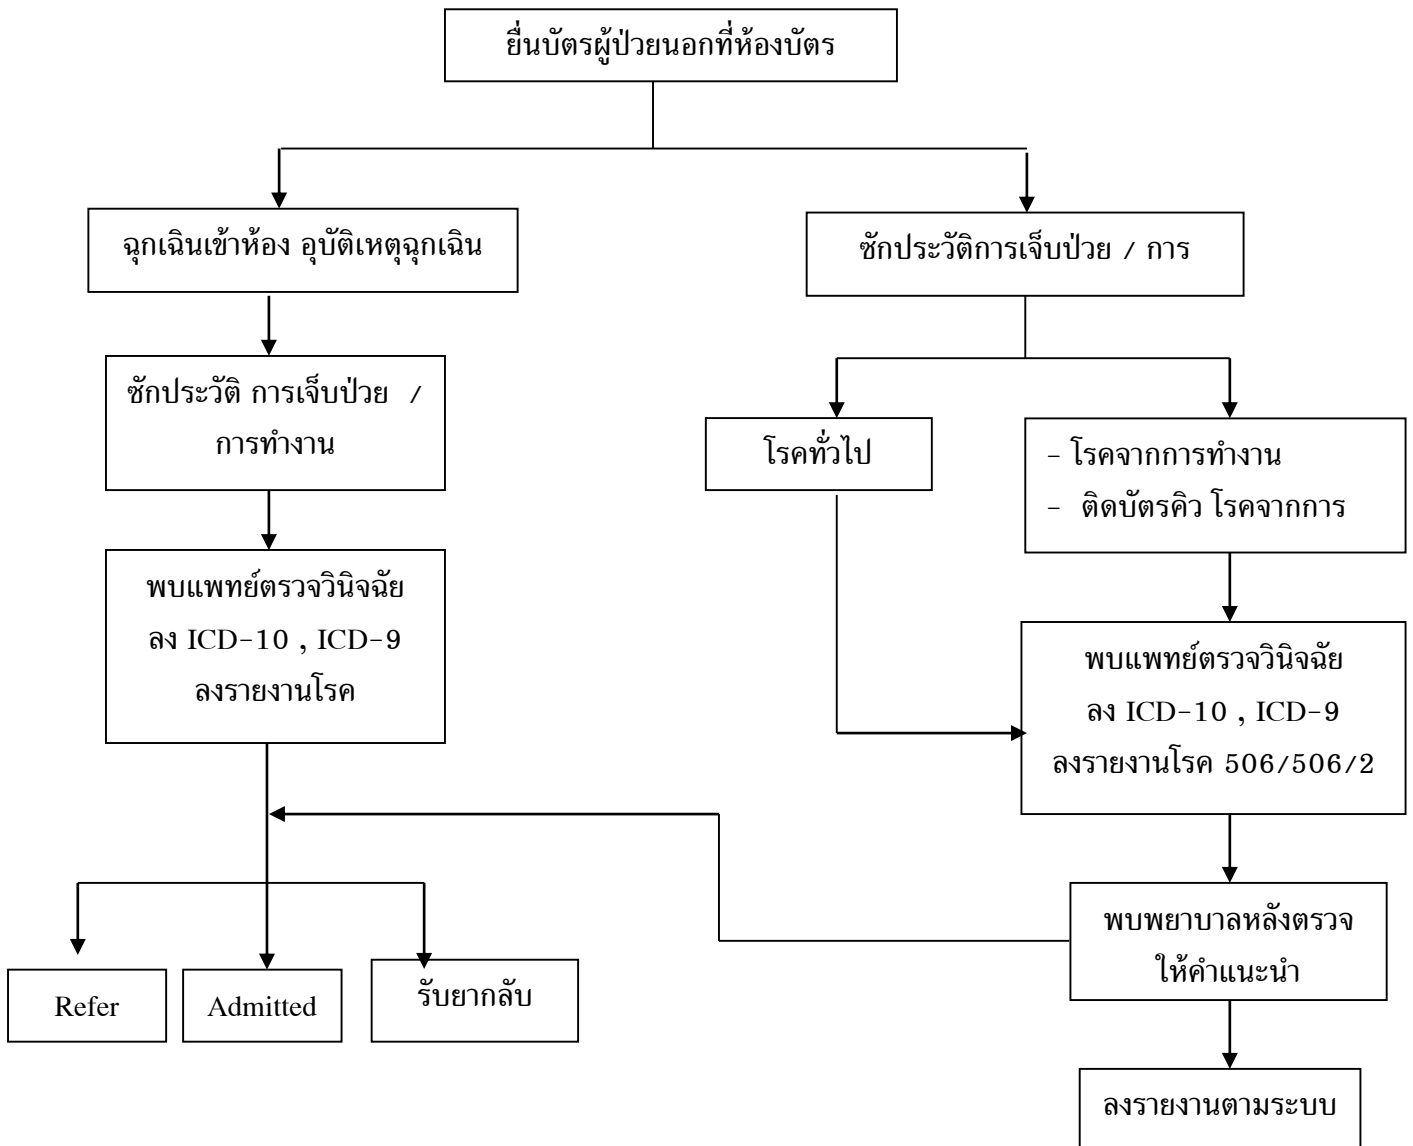 ยื่นบัตรผู้ป่วยนอกที่ห้องบัตร
ฉุกเฉินเข้าห้อง อุบัติเหตุฉุกเฉิน
ซักประวัติการเจ็บป่วย / การ
ซักประวัติ การเจ็บป่วย /
การทำงาน
โรคทั่วไป
- โรคจากการทำงาน
- ติดบัตรคิว โรคจากการ
พบแพทย์ตรวจวินิจฉัย
ลง ICD-10 , ICD-9
ลงรายงานโรค
พบแพทย์ตรวจวินิจฉัย
ลง ICD-10 , ICD-9
ลงรายงานโรค 506/506/2
พบพยาบาลหลังตรวจ
ให้คำแนะนำ
Refer
Admitted
รับยากลับ
ลงรายงานตามระบบ